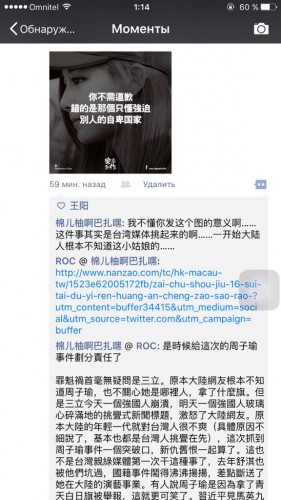 Omnitel
1:14
60 %
Обнаруж...
Моменты
你不需道歉
錯的是那個只懂強迫
別人的自卑国家
59 мин. назад
Удалить
王阳
棉儿柚啊巴扎嘿: 我不懂你发这个图的意义啊……
这件事其实是台湾媒体挑起来的啊……一开始大陆
人根本不知道这小姑娘的……
ROC @ 棉儿柚啊巴扎嘿:
http://www.nanzao.com/tc/hk-macau-
tw/1523e62005172fb/zai-chu-shou-jiu-16-sui-
tai-du-yi-ren-huang-an-cheng-zao-sao-rao-?
utm_content=buffer34415&utm_medium=soci
al&utm_source=twitter.com&utm_campaign=
buffer
棉儿柚啊巴扎嘿 @ ROC: 是時候給這次的周子瑜
事件劃分責任了
罪魁禍首毫無疑問是三立。原本大陸網友根本不知
道周子瑜，也不關心她是哪裡人，拿了什麼旗。但
是三立今天一個強國人崩潰，明天一個強國人玻璃
心碎滿地的挑釁式新聞標題，激怒了大陸網友。原
本大陸的年輕一代就對台灣人很不爽（具體原因不
細說了，基本也都是台灣人挑釁在先），這次抓到
周子瑜事件一個突破口，新仇舊恨一起算了。這也
不是台灣親綠媒體第一次干這種事了，去年舒淇也
被他們坑過，國籍事件鬧得沸沸揚揚，差點斷送了
她在大陸的演藝事業。有人說周子瑜是因為拿了青
天白日旗被舉報，這就更可笑了。習近平見馬英九